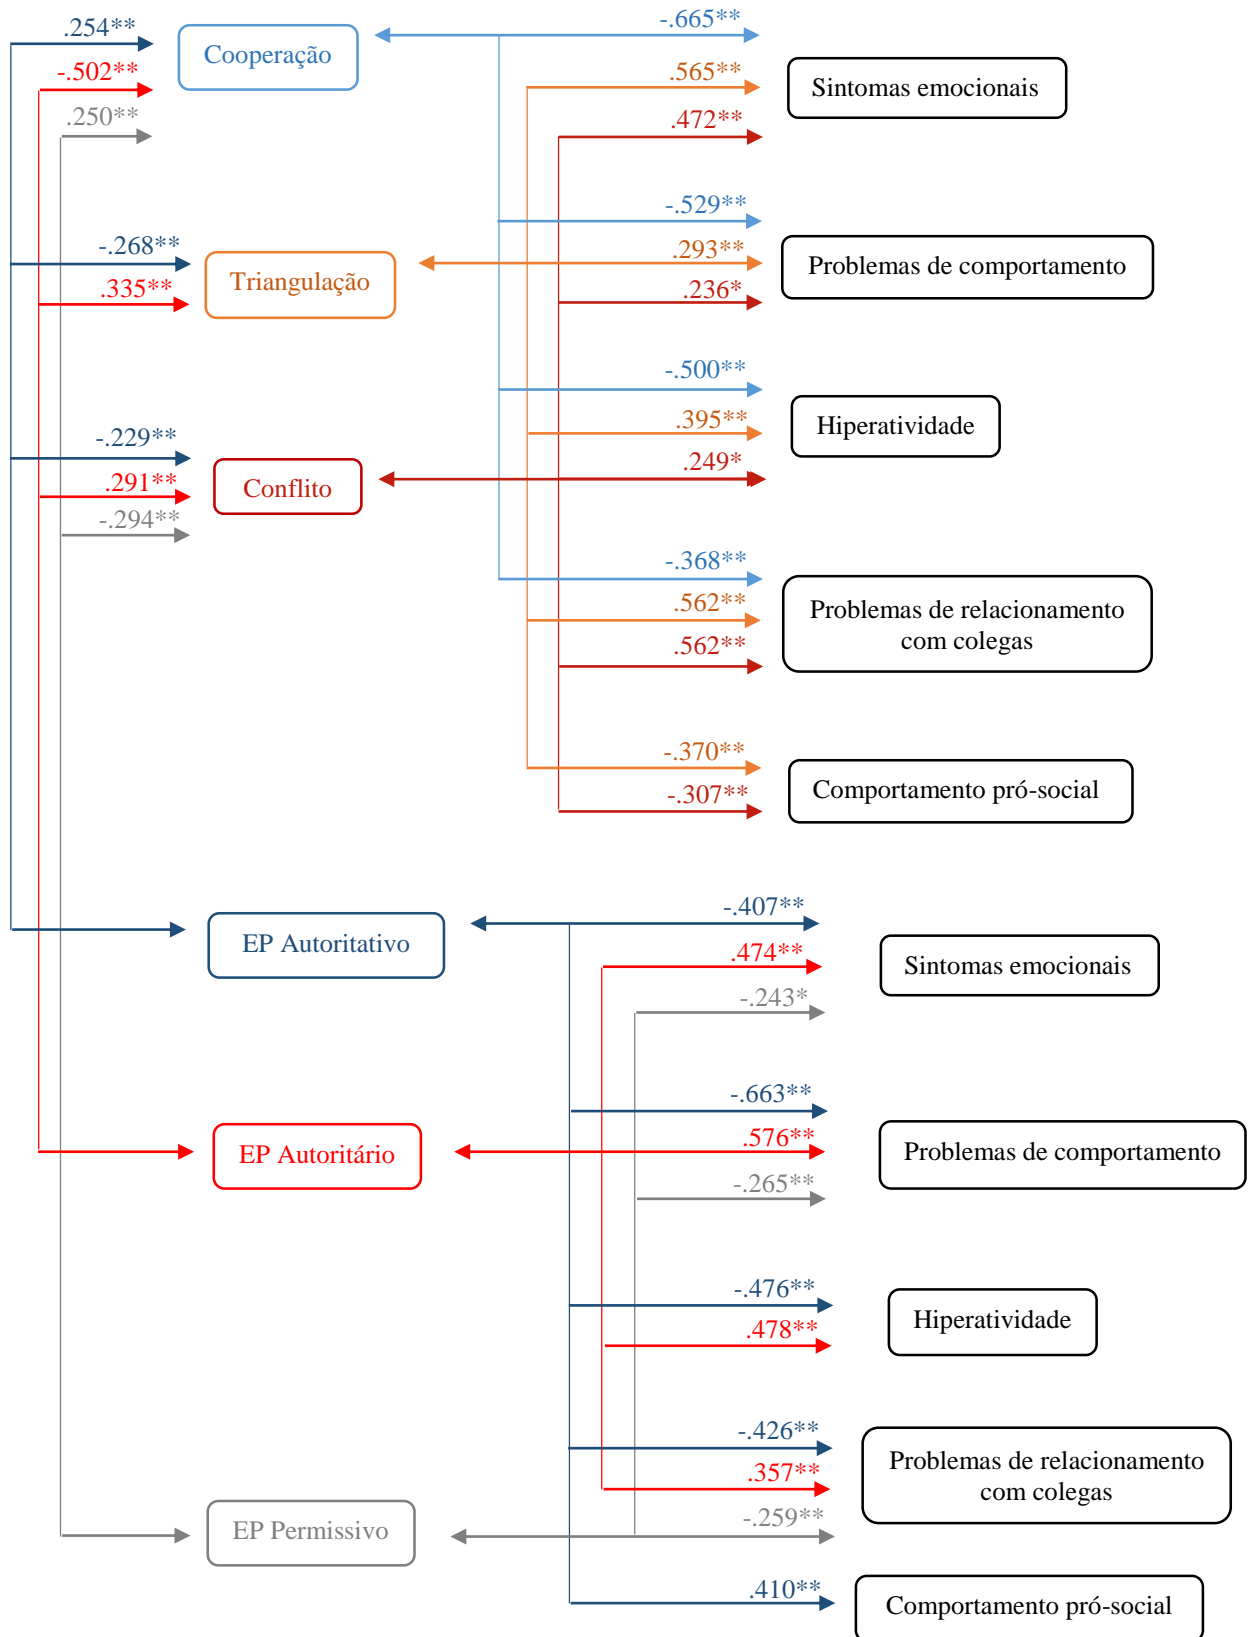 .254**
Cooperação
-.665**
-.502**
.565**
Sintomas emocionais
.250**
.472**
-.529**
-.268**
Triangulação
.293**
Problemas de comportamento
.335**
.236*
-.500**
.395**
Hiperatividade
-.229**
.249*
.291**
Conflito
-.294**
-.368**
.562**
Problemas de relacionamento
com colegas
.562**
-.370**
Comportamento pró-social
-.307**
EP Autoritativo
-.407**
.474**
Sintomas emocionais
-.243*
-.663**
EP Autoritário
.576**
Problemas de comportamento
-.265**
-.476**
Hiperatividade
.478**
-.426**
Problemas de relacionamento
com colegas
.357**
EP Permissivo
-.259**
.410**
Comportamento pró-social